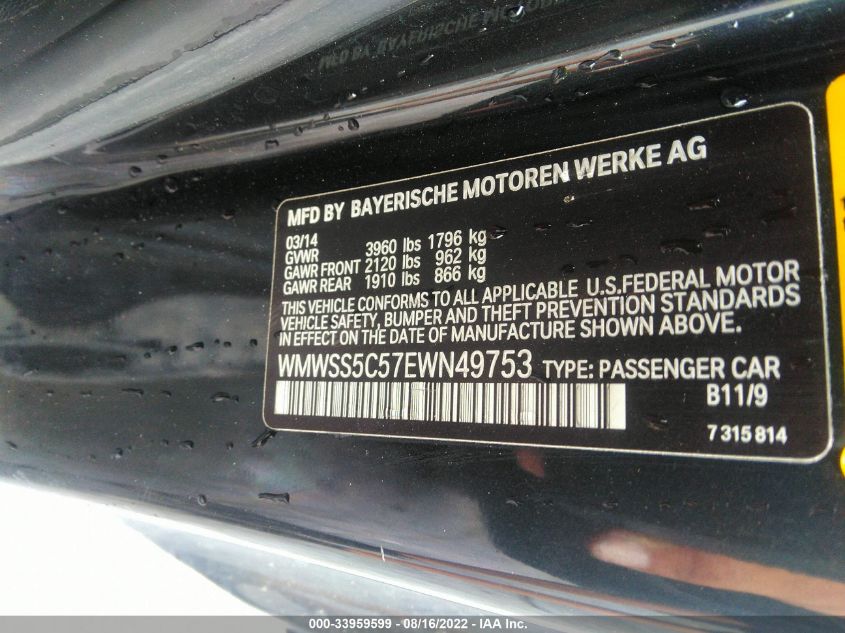 MFD BY BAYERISCHE MOTOREN WERKE AG
03/14
GVWR 3960 lbs 1796 kg
GAWR FRONT 2120 lbs 962 kg
GAWR REAR 1910 lbs 866 kg
THIS VEHICLE CONFORMS TO ALL APPLICABLE U.S.FEDERAL MOTOR
VEHICLE SAFETY, BUMPER AND THEFT PREVENTION STANDARDS
IN EFFECT ON THE DATE OF MANUFACTURE SHOWN ABOVE.
WMWSS5C57EWN49753 TYPE: PASSENGER CAR
B11/9
7 315 814
000-33959599 - 08/16/2022 - IAA Inc.